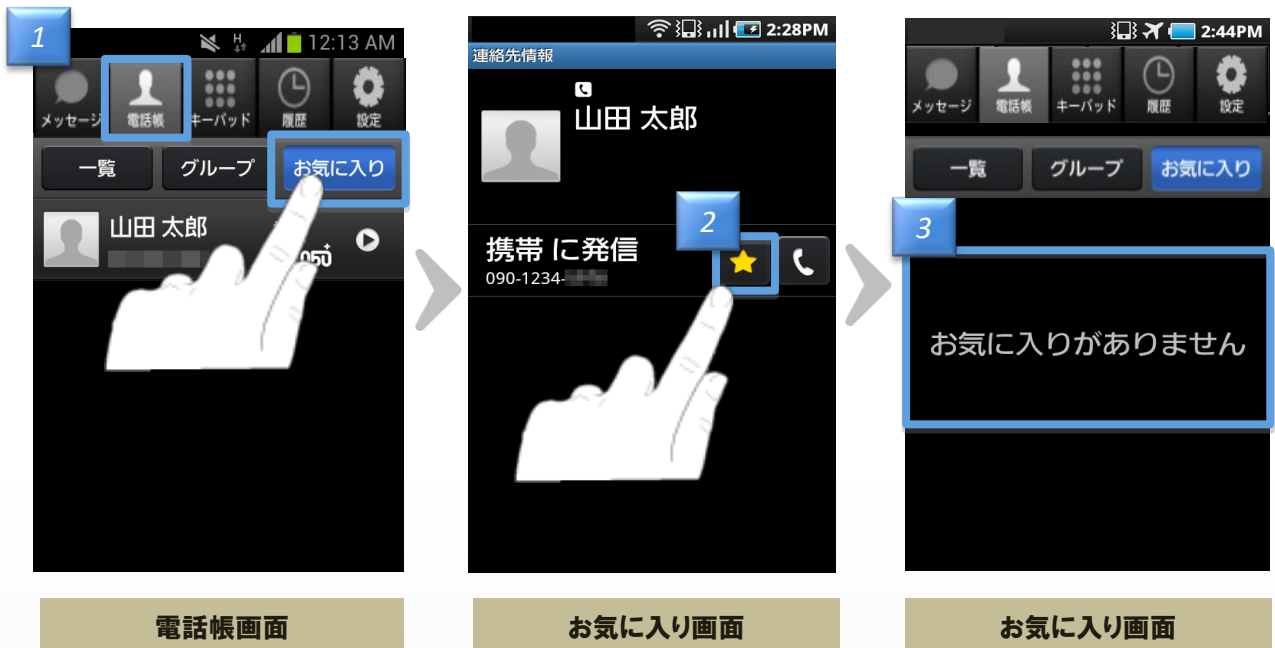 1
12:13 AM
メッセージ
電話帳
キーパッド
履歴
設定
一覧
グループ
お気に入り
山田 太郎
050
電話帳画面
2:28PM
連絡先情報
山田 太郎
2
携帯 に発信
090-1234-
お気に入り画面
2:44PM
メッセージ
電話帳
キーパッド
履歴
設定
一覧
グループ
お気に入り
3
お気に入りがありません
お気に入り画面